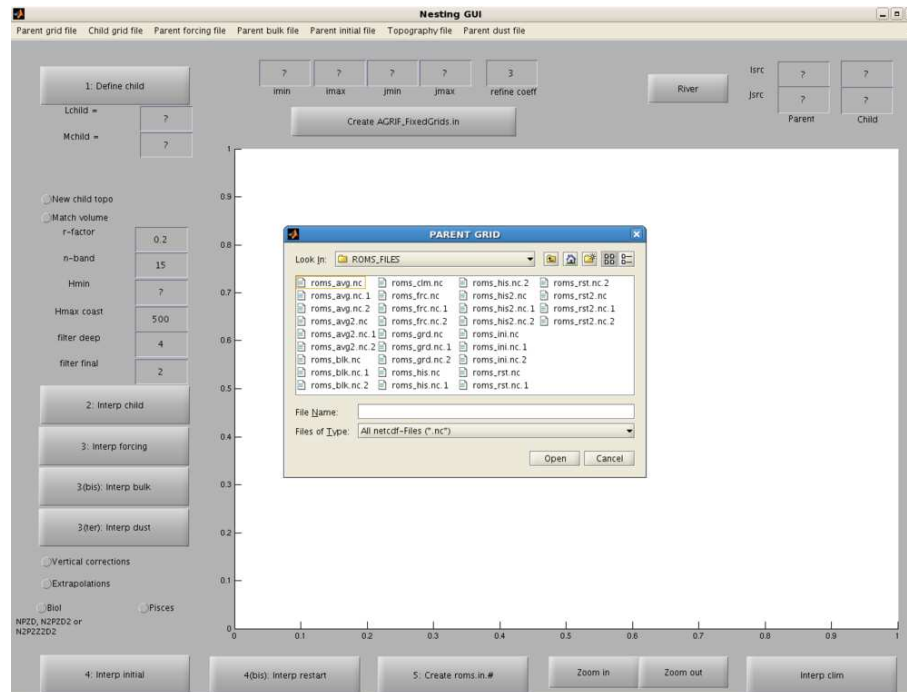 Nesting GUI
Parent grid file Child grid file Parent forcing file Parent bulk file Parent initial file Topography file Parent dust file
1: Define child
Lchild =
?
Mchild =
?
? ? ? ? 3
imin imax jmin jmax refine coeff
Create AGRIF_FixedGrids.in
River
Isrc ? ?
Jsrc ? ?
Parent Child
New child topo
Match volume
r-factor
0.2
n-band
15
Hmin
?
Hmax coast
500
filter deep
4
filter final
2
2: Interp child
3: Interp forcing
3(bis): Interp bulk
3(ter): Interp dust
Vertical corrections
Extrapolations
Biol Pisces
NPZD, N2PZD2 or
N2P2Z2D2
1
0.9
0.8
0.7
0.6
0.5
0.4
0.3
0.2
0.1
0
0 0.1 0.2 0.3 0.4 0.5 0.6 0.7 0.8 0.9 1
PARENT GRID
Look In: ROMS_FILES
roms_avg.nc roms_clm.nc roms_his.nc.2 roms_rst.nc.2
roms_avg.nc.1 roms_frc.nc roms_his2.nc roms_rst2.nc
roms_avg.nc.2 roms_frc.nc.1 roms_his2.nc.1 roms_rst2.nc.1
roms_avg2.nc roms_frc.nc.2 roms_his2.nc.2 roms_rst2.nc.2
roms_avg2.nc.1 roms_grd.nc roms_ini.nc
roms_avg2.nc.2 roms_grd.nc.1 roms_ini.nc.1
roms_blk.nc roms_grd.nc.2 roms_ini.nc.2
roms_blk.nc.1 roms_his.nc roms_rst.nc
roms_blk.nc.2 roms_his.nc.1 roms_rst.nc.1
File Name:
Files of Type: All netcdf-Files (*.nc*)
Open Cancel
4: Interp initial
4(bis): Interp restart
5: Create roms.in.#
Zoom in
Zoom out
Interp clim